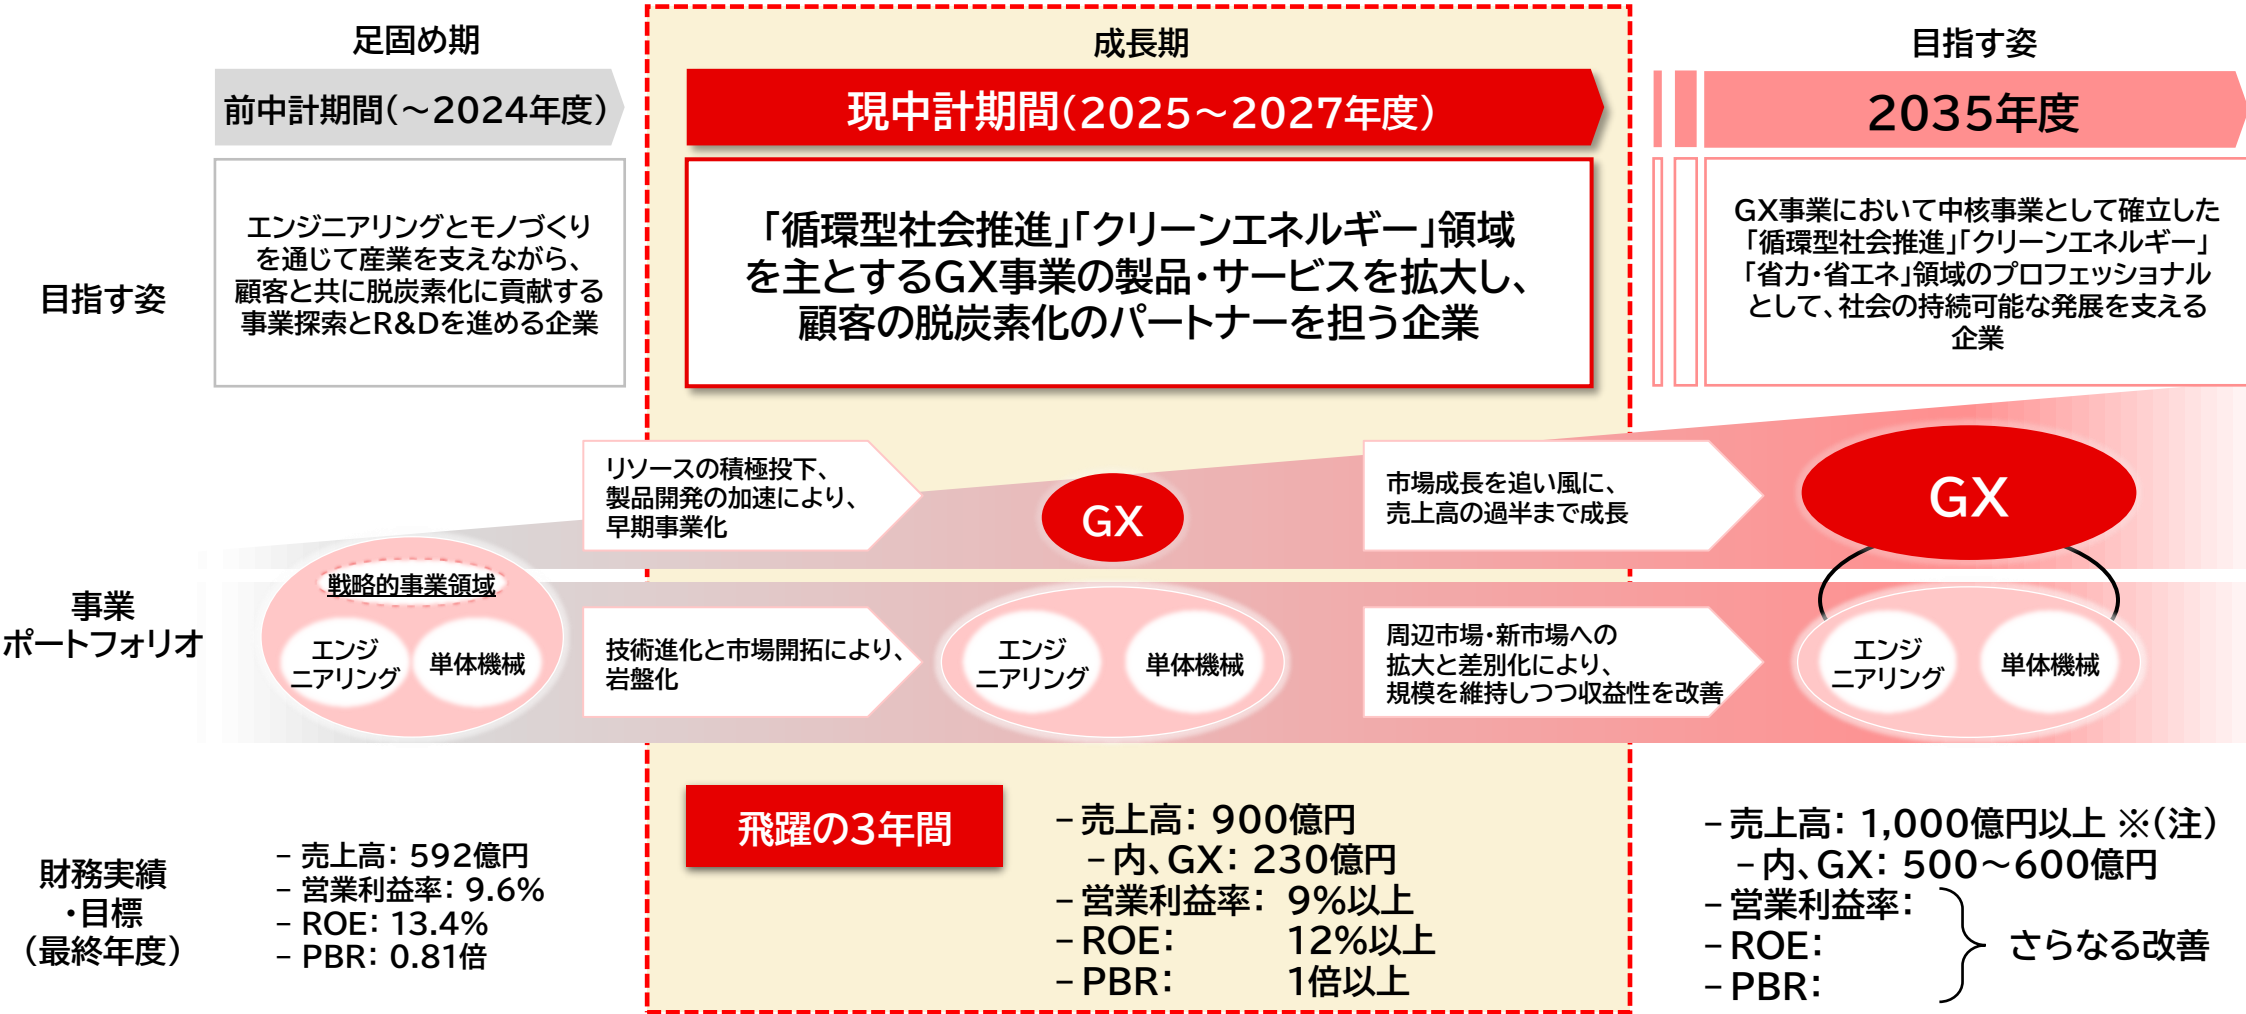 足固め期
成長期
目指す姿
前中計期間(～2024年度)
現中計期間(2025～2027年度)
2035年度
目指す姿
エンジニアリングとモノづくり
を通じて産業を支えながら、
顧客と共に脱炭素化に貢献する
事業探索とR&Dを進める企業
「循環型社会推進」「クリーンエネルギー」領域
を主とするGX事業の製品・サービスを拡大し、
顧客の脱炭素化のパートナーを担う企業
GX事業において中核事業として確立した
「循環型社会推進」「クリーンエネルギー」
「省力・省エネ」領域のプロフェッショナル
として、社会の持続可能な発展を支える
企業
事業
ポートフォリオ
戦略的事業領域
エンジ
ニアリング
単体機械
リソースの積極投下、
製品開発の加速により、
早期事業化
技術進化と市場開拓により、
岩盤化
GX
エンジ
ニアリング
単体機械
市場成長を追い風に、
売上高の過半まで成長
周辺市場・新市場への
拡大と差別化により、
規模を維持しつつ収益性を改善
GX
エンジ
ニアリング
単体機械
財務実績
・目標
(最終年度)
– 売上高: 592億円
– 営業利益率: 9.6%
– ROE: 13.4%
– PBR: 0.81倍
飛躍の3年間
– 売上高: 900億円
– 内、GX: 230億円
– 営業利益率: 9%以上
– ROE: 12%以上
– PBR: 1倍以上
– 売上高: 1,000億円以上 ※(注)
– 内、GX: 500～600億円
– 営業利益率:
– ROE:
– PBR:
さらなる改善